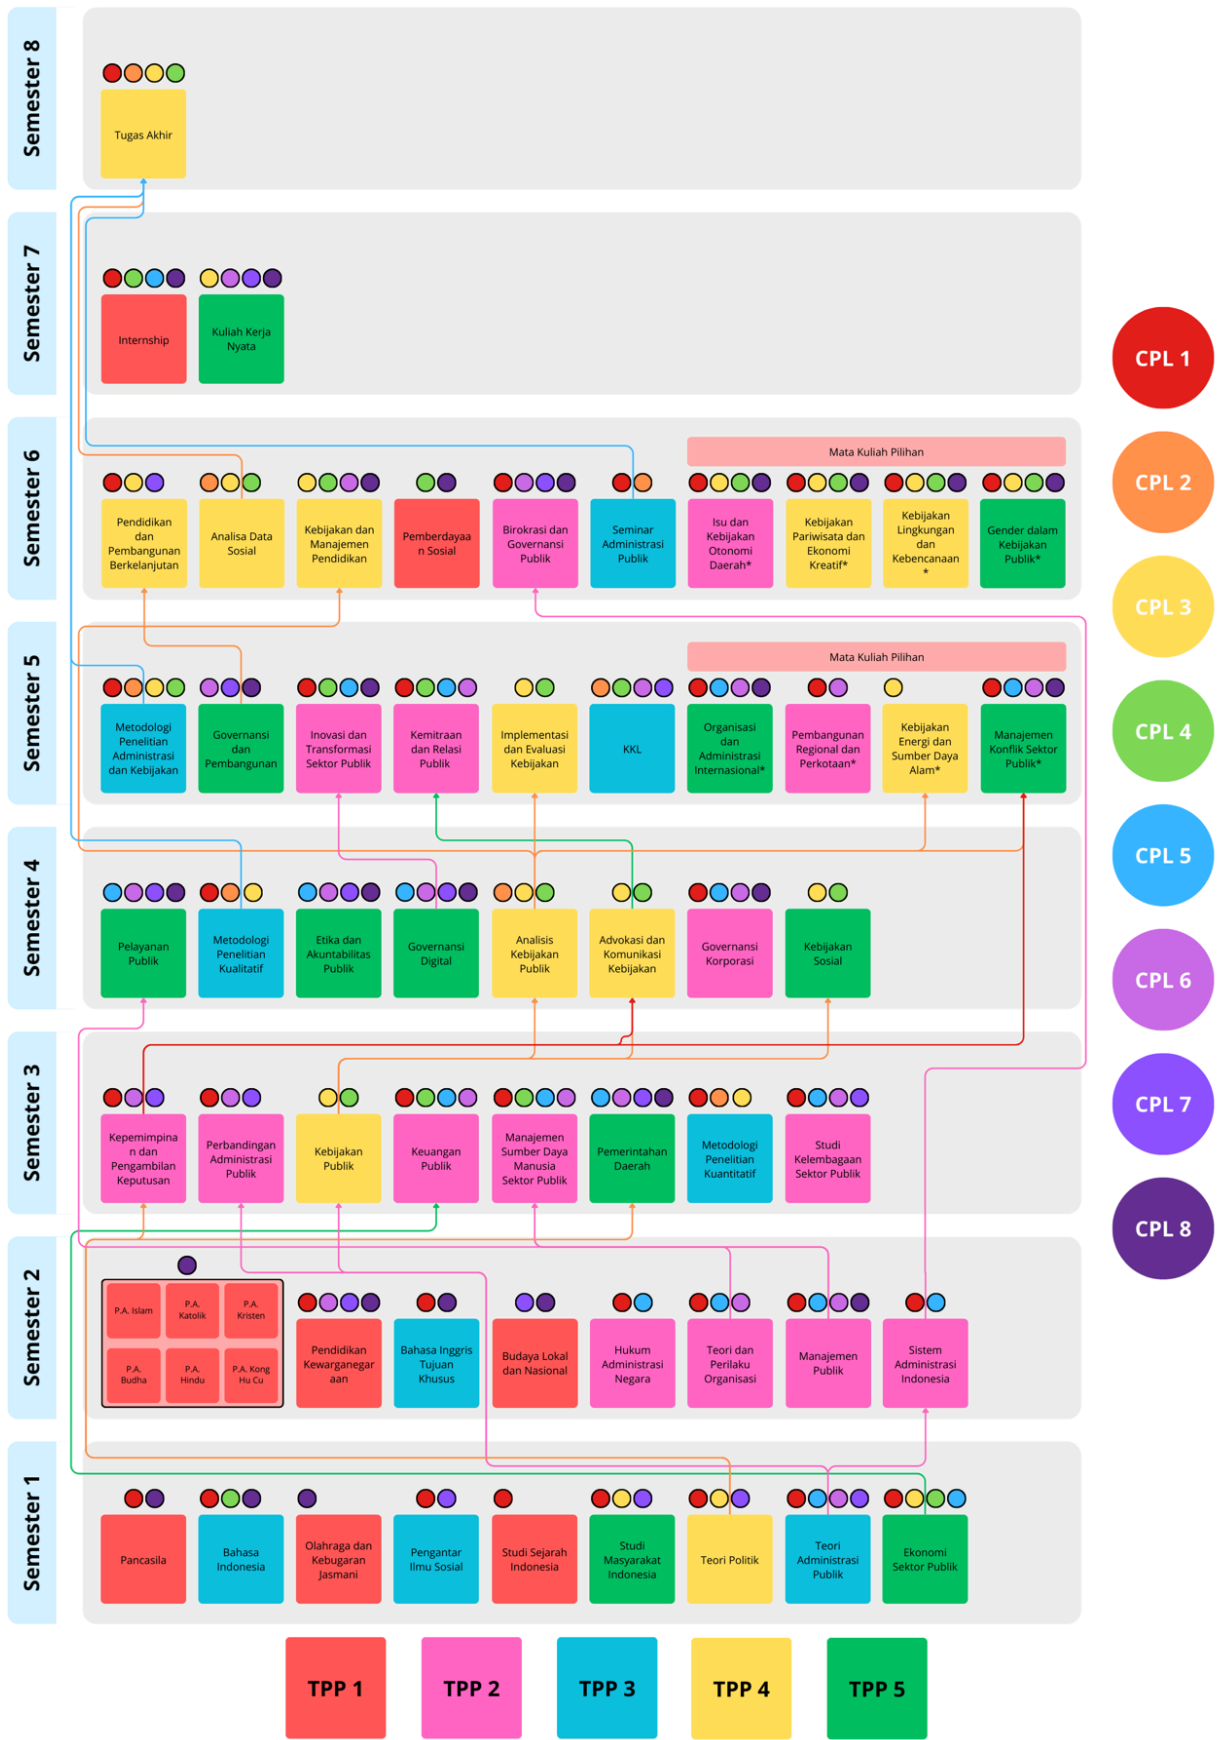 Semester 8
Tugas Akhir
Semester 7
Internship
Kuliah Kerja
Nyata
Semester 6
Mata Kuliah Pilihan
Pendidikan
dan
Pembangunan
Berkelanjutan
Analisa Data
Sosial
Kebijakan dan
Manajemen
Pendidikan
Pemberdayaa
n Sosial
Birokrasi dan
Governansi
Publik
Seminar
Administrasi
Publik
Isu dan
Kebijakan
Otonomi
Daerah*
Kebijakan
Pariwisata dan
Ekonomi
Kreatif*
Kebijakan
Lingkungan
dan
Kebencanaan
*
Gender dalam
Kebijakan
Publik*
Semester 5
Mata Kuliah Pilihan
Metodologi
Penelitian
Administrasi
dan Kebijakan
Governansi
dan
Pembangunan
Inovasi dan
Transformasi
Sektor Publik
Kemitraan
dan Relasi
Publik
Implementasi
dan Evaluasi
Kebijakan
KKL
Organisasi
dan
Administrasi
Internasional*
Pembangunan
Regional dan
Perkotaan*
Kebijakan
Energi dan
Sumber Daya
Alam*
Manajemen
Konflik Sektor
Publik*
Semester 4
Pelayanan
Publik
Metodologi
Penelitian
Kualitatif
Etika dan
Akuntabilitas
Publik
Governansi
Digital
Analisis
Kebijakan
Publik
Advokasi dan
Komunikasi
Kebijakan
Governansi
Korporasi
Kebijakan
Sosial
Semester 3
Kepemimpina
n dan
Pengambilan
Keputusan
Perbandingan
Administrasi
Publik
Kebijakan
Publik
Keuangan
Publik
Manajemen
Sumber Daya
Manusia
Sektor Publik
Pemerintahan
Daerah
Metodologi
Penelitian
Kuantitatif
Studi
Kelembagaan
Sektor Publik
Semester 2
P.A. Islam
P.A.
Katolik
P.A.
Kristen
P.A.
Budha
P.A.
Hindu
P.A. Kong
Hu Cu
Pendidikan
Kewarganegar
aan
Bahasa Inggris
Tujuan
Khusus
Budaya Lokal
dan Nasional
Hukum
Administrasi
Negara
Teori dan
Perilaku
Organisasi
Manajemen
Publik
Sistem
Administrasi
Indonesia
Semester 1
Pancasila
Bahasa
Indonesia
Olahraga dan
Kebugaran
Jasmani
Pengantar
Ilmu Sosial
Studi Sejarah
Indonesia
Studi
Masyarakat
Indonesia
Teori Politik
Teori
Administrasi
Publik
Ekonomi
Sektor Publik
TPP 1
TPP 2
TPP 3
TPP 4
TPP 5
CPL 1
CPL 2
CPL 3
CPL 4
CPL 5
CPL 6
CPL 7
CPL 8